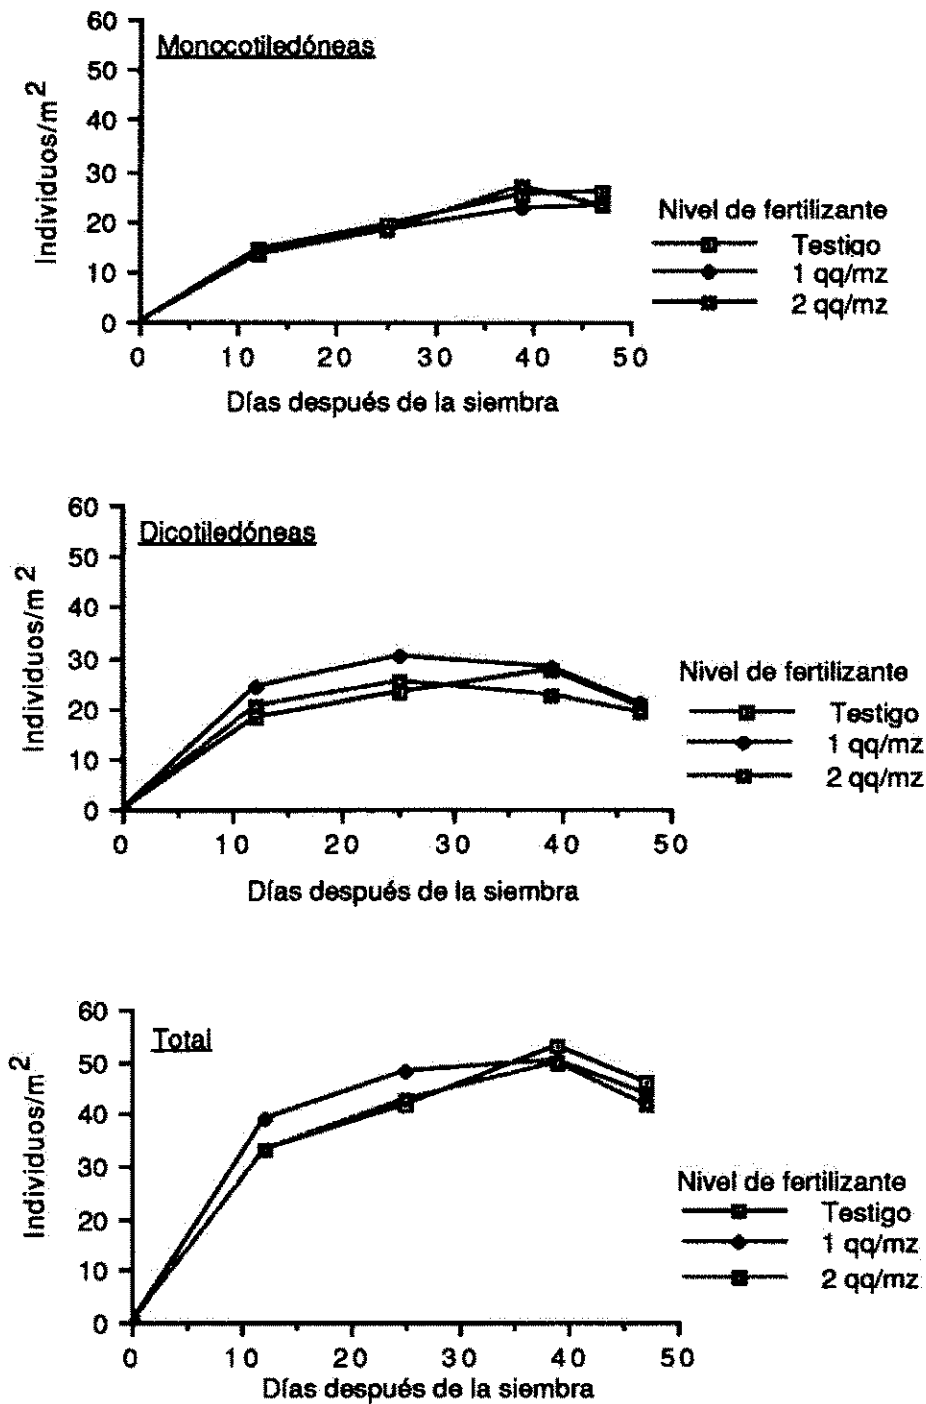 60
Monocotiledóneas
50
40
30
20
10
0
Individuos/m2
0 10 20 30 40 50
Días después de la siembra
Nivel de fertilizante
Testigo
1 qq/mz
2 qq/mz
60
Dicotiledóneas
50
40
30
20
10
0
Individuos/m2
0 10 20 30 40 50
Días después de la siembra
Nivel de fertilizante
Testigo
1 qq/mz
2 qq/mz
60
Total
50
40
30
20
10
0
Individuos/m2
0 10 20 30 40 50
Días después de la siembra
Nivel de fertilizante
Testigo
1 qq/mz
2 qq/mz